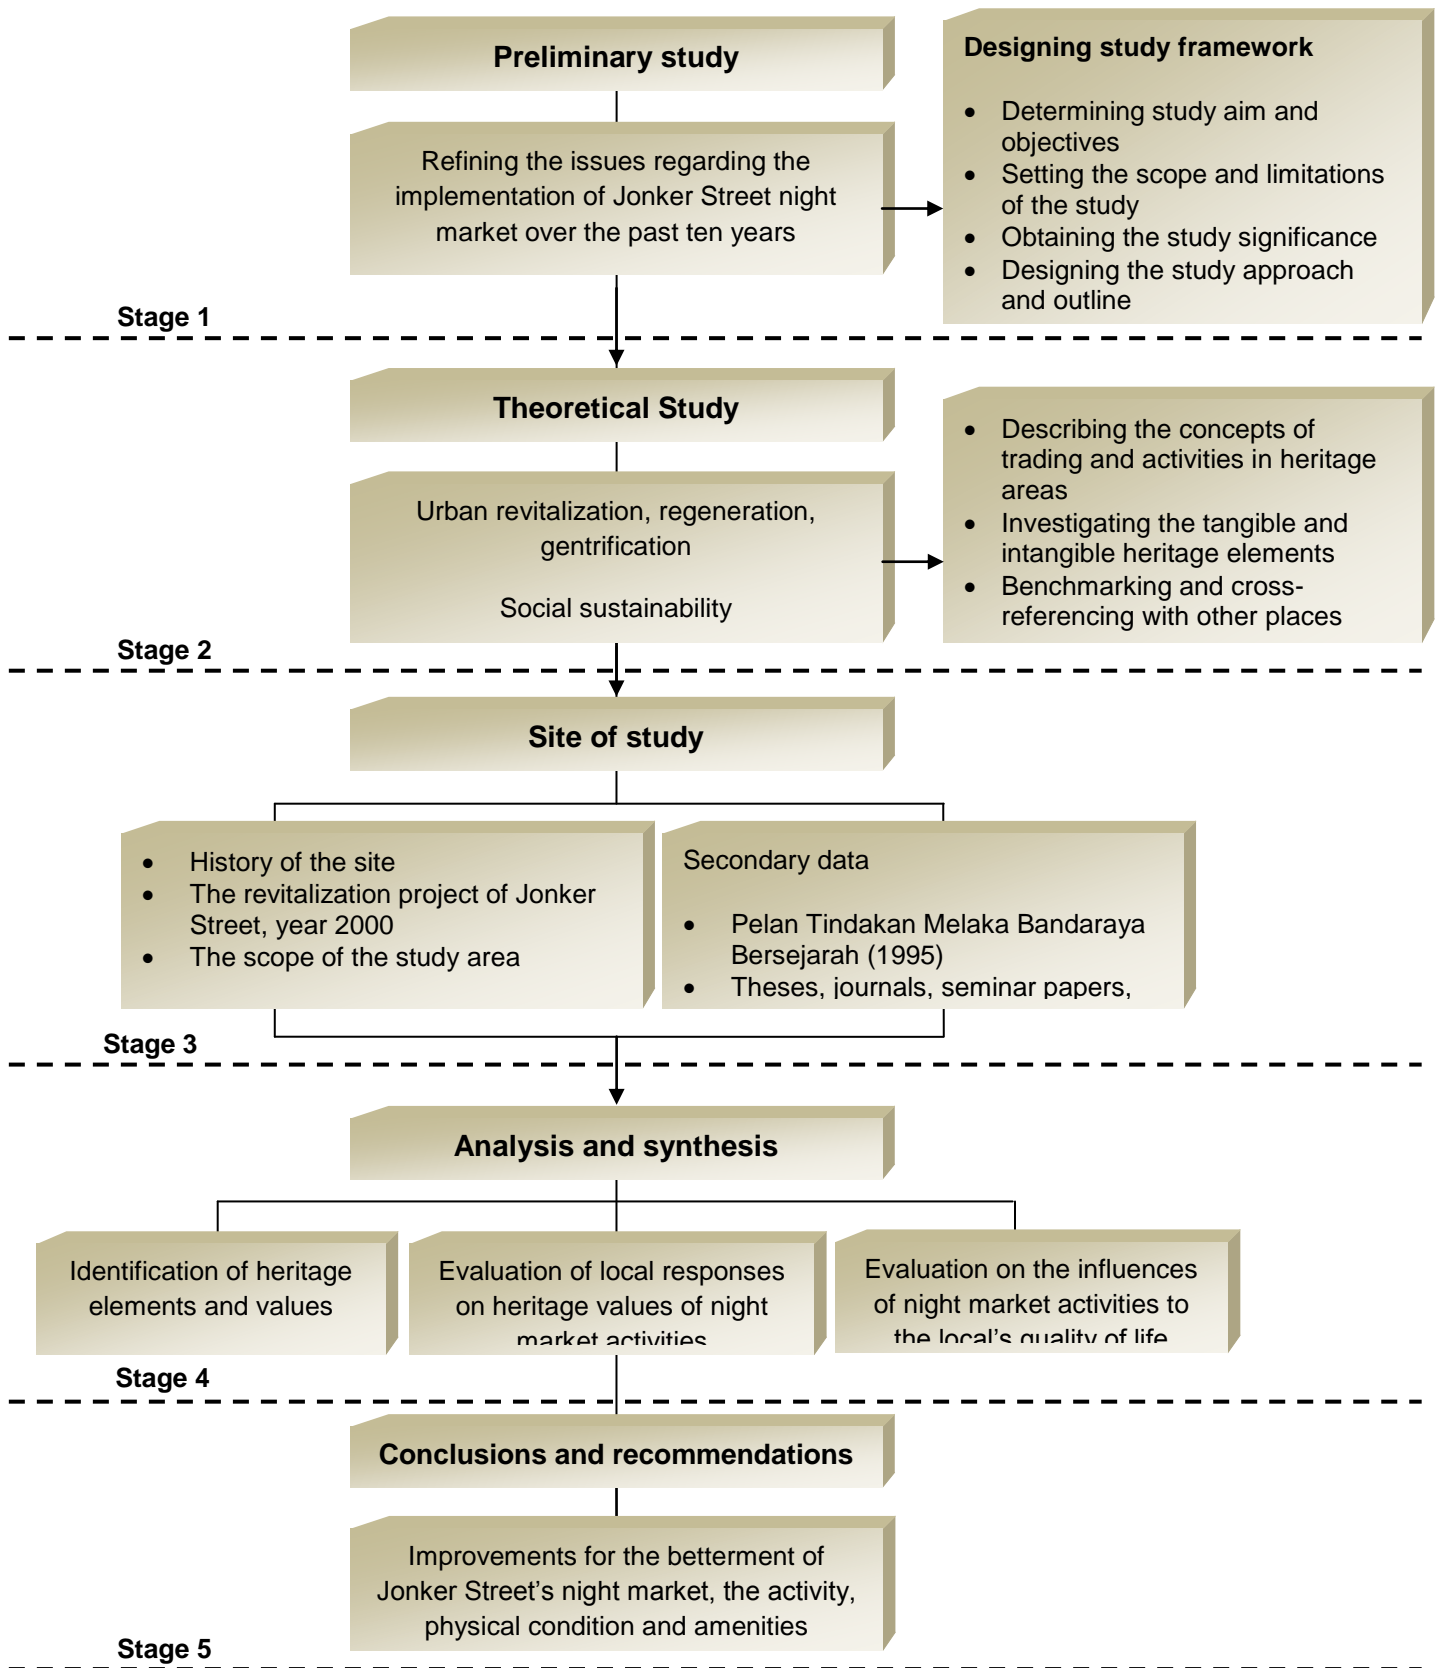 Preliminary study
Refining the issues regarding the
implementation of Jonker Street night
market over the past ten years
Designing study framework
• Determining study aim and
objectives
• Setting the scope and limitations
of the study
• Obtaining the study significance
• Designing the study approach
and outline
Stage 1
Theoretical Study
Urban revitalization, regeneration,
gentrification
Social sustainability
• Describing the concepts of
trading and activities in heritage
areas
• Investigating the tangible and
intangible heritage elements
• Benchmarking and cross-
referencing with other places
Stage 2
Site of study
• History of the site
• The revitalization project of Jonker
Street, year 2000
• The scope of the study area
Secondary data
• Pelan Tindakan Melaka Bandaraya
Bersejarah (1995)
• Theses, journals, seminar papers,
Stage 3
Analysis and synthesis
Identification of heritage
elements and values
Evaluation of local responses
on heritage values of night
market activities
Evaluation on the influences
of night market activities to
the local's quality of life
Stage 4
Conclusions and recommendations
Improvements for the betterment of
Jonker Street's night market, the activity,
physical condition and amenities
Stage 5